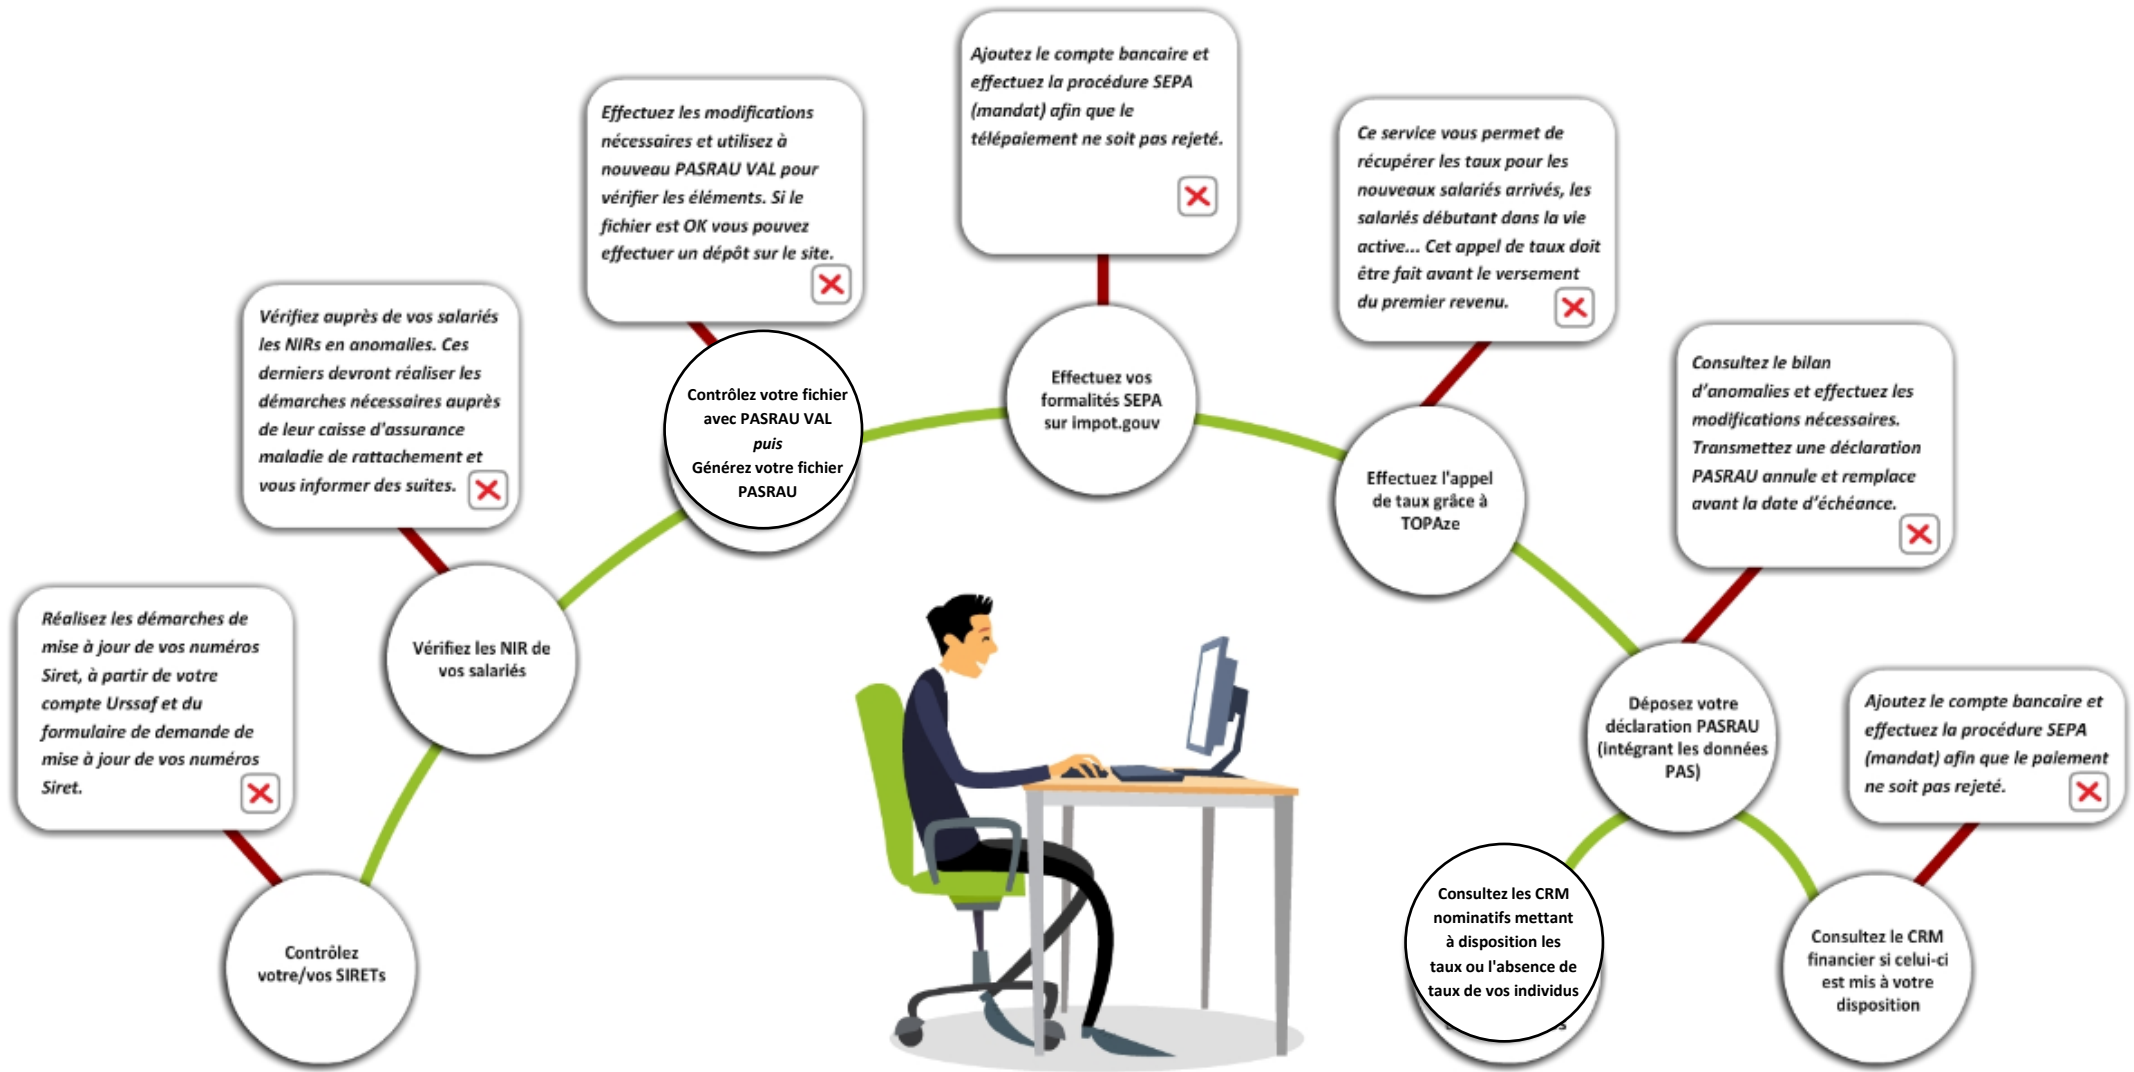 Ajoutez le compte bancaire et
effectuez la procédure SEPA
(mandat) afin que le
télépaiement ne soit pas rejeté.
Effectuez les modifications
nécessaires et utilisez à
nouveau PASRAU VAL pour
vérifier les éléments. Si le
fichier est OK vous pouvez
effectuer un dépôt sur le site.
Ce service vous permet de
récupérer les taux pour les
nouveaux salariés arrivés, les
salariés débutant dans la vie
active... Cet appel de taux doit
être fait avant le versement
du premier revenu.
Vérifiez auprès de vos salariés
les NIRs en anomalies. Ces
derniers devront réaliser les
démarches nécessaires auprès
de leur caisse d'assurance
maladie de rattachement et
vous informer des suites.
Consultez le bilan
d'anomalies et effectuez les
modifications nécessaires.
Transmettez une déclaration
PASRAU annule et remplace
avant la date d'échéance.
Contrôlez votre fichier
avec PASRAU VAL
puis
Générez votre fichier
PASRAU
Effectuez vos
formalités SEPA
sur impot.gouv
Effectuez l'appel
de taux grâce à
TOPAze
Réalisez les démarches de
mise à jour de vos numéros
Siret, à partir de votre
compte Urssaf et du
formulaire de demande de
mise à jour de vos numéros
Siret.
Vérifiez les NIR de
vos salariés
Déposez votre
déclaration PASRAU
(intégrant les données
PAS)
Ajoutez le compte bancaire et
effectuez la procédure SEPA
(mandat) afin que le paiement
ne soit pas rejeté.
Contrôlez
votre/vos SIRETs
Consultez les CRM
nominatifs mettant
à disposition les
taux ou l'absence de
taux de vos individus
Consultez le CRM
financier si celui-ci
est mis à votre
disposition